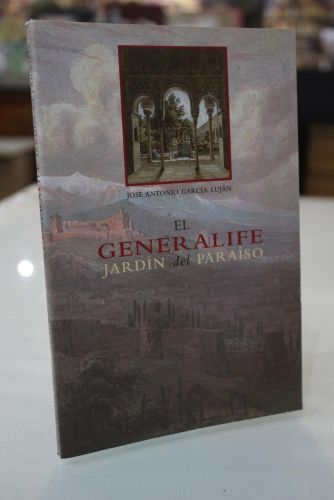 JOSÉ ANTONIO GARCÍA LUJÁN
EL
GENERALIFE
JARDÍN del PARAÍSO